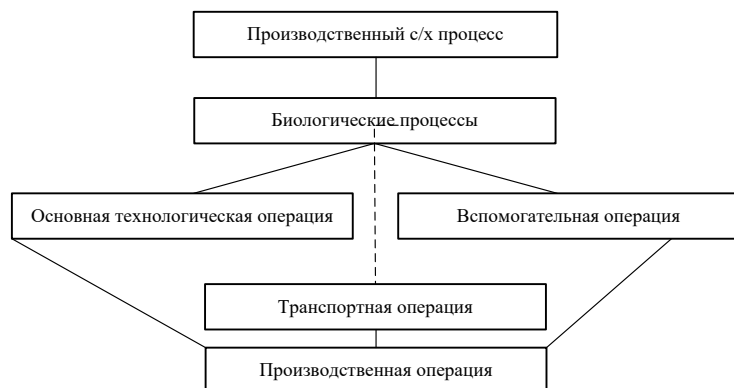 Производственный с/х процесс
Биологические процессы
Основная технологическая операция
Вспомогательная операция
Транспортная операция
Производственная операция